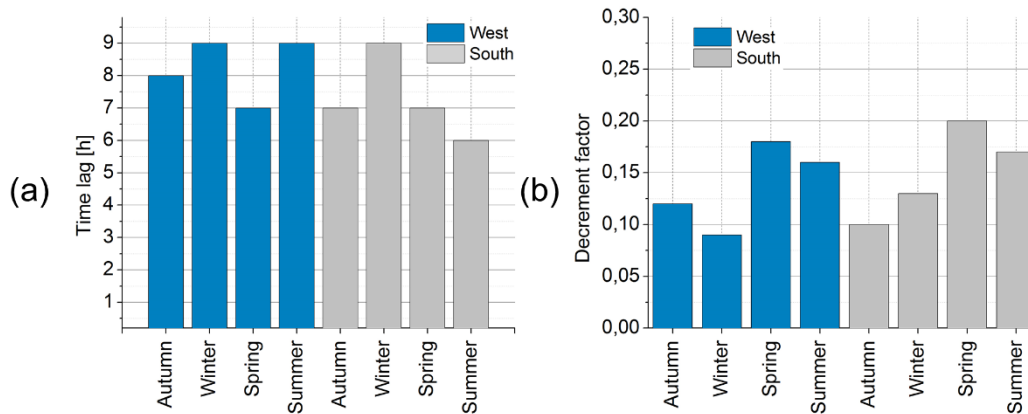 (a)
Time lag [h]
9
8
7
6
5
4
3
2
1
West
South
Autumn
Winter
Spring
Summer
Autumn
Winter
Spring
Summer
(b)
Decrement factor
0,30
0,25
0,20
0,15
0,10
0,05
0,00
West
South
Autumn
Winter
Spring
Summer
Autumn
Winter
Spring
Summer